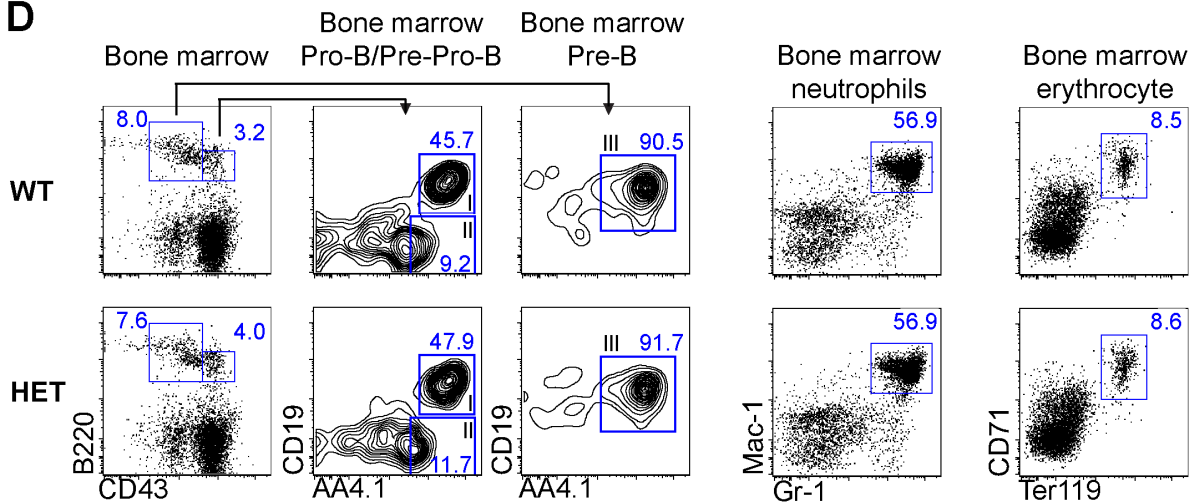 D
Bone marrow
Bone marrow
Pro-B/Pre-Pro-B
Bone marrow
Pre-B
Bone marrow
neutrophils
Bone marrow
erythrocyte
WT
8.0
3.2
45.7
I
II
9.2
III
90.5
56.9
8.5
HET
7.6
4.0
47.9
I
II
11.7
III
91.7
56.9
8.6
B220
CD43
CD19
AA4.1
CD19
AA4.1
Mac-1
Gr-1
CD71
Ter119